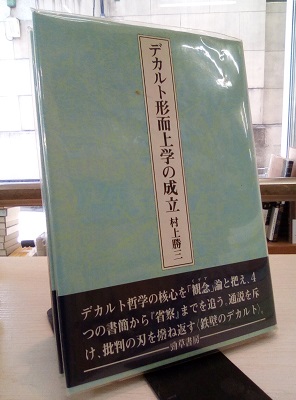 デカルト形而上学の成立 村上勝三
デカルト哲学の核心を「観念」論と把え、4
つの書簡から『省察』までを追う。通説を斥
け、批判の刃を撥ね返す〈鉄壁のデカルト〉。
勁草書房